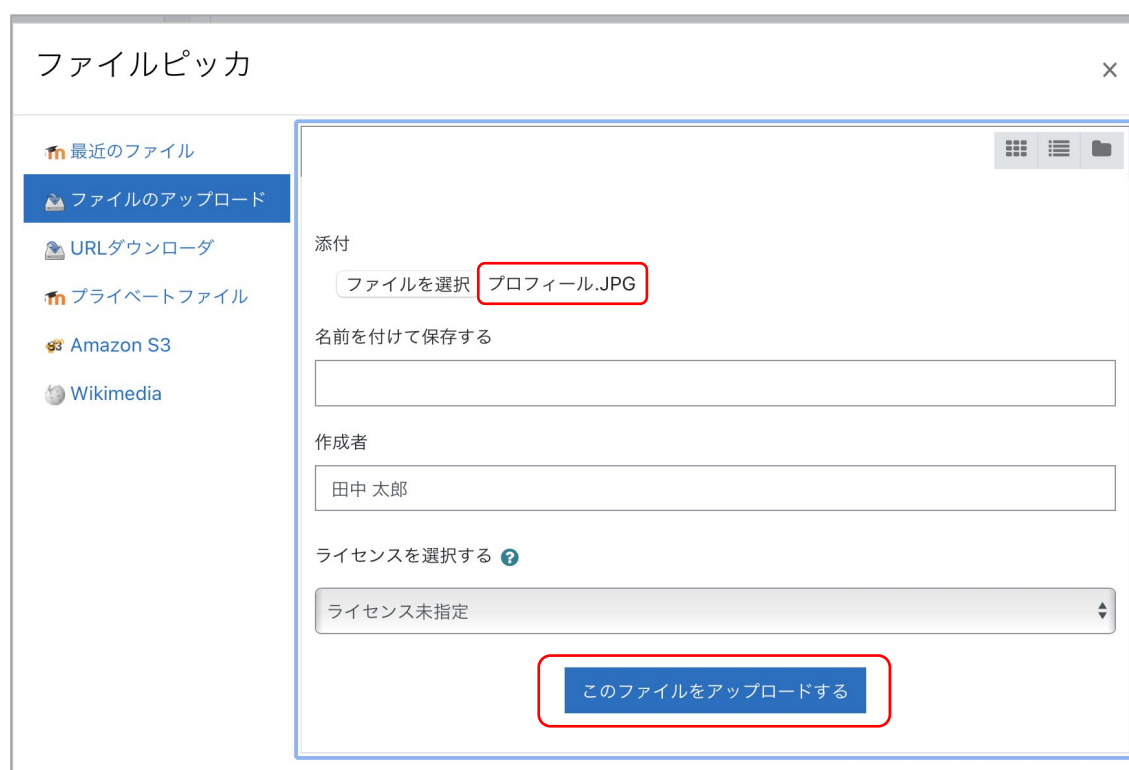 ファイルピッカ
×
最近のファイル
ファイルのアップロード
URLダウンローダ
プライベートファイル
Amazon S3
Wikimedia
添付
ファイルを選択 プロフィール.JPG
名前を付けて保存する
作成者
田中 太郎
ライセンスを選択する ?
ライセンス未指定
このファイルをアップロードする